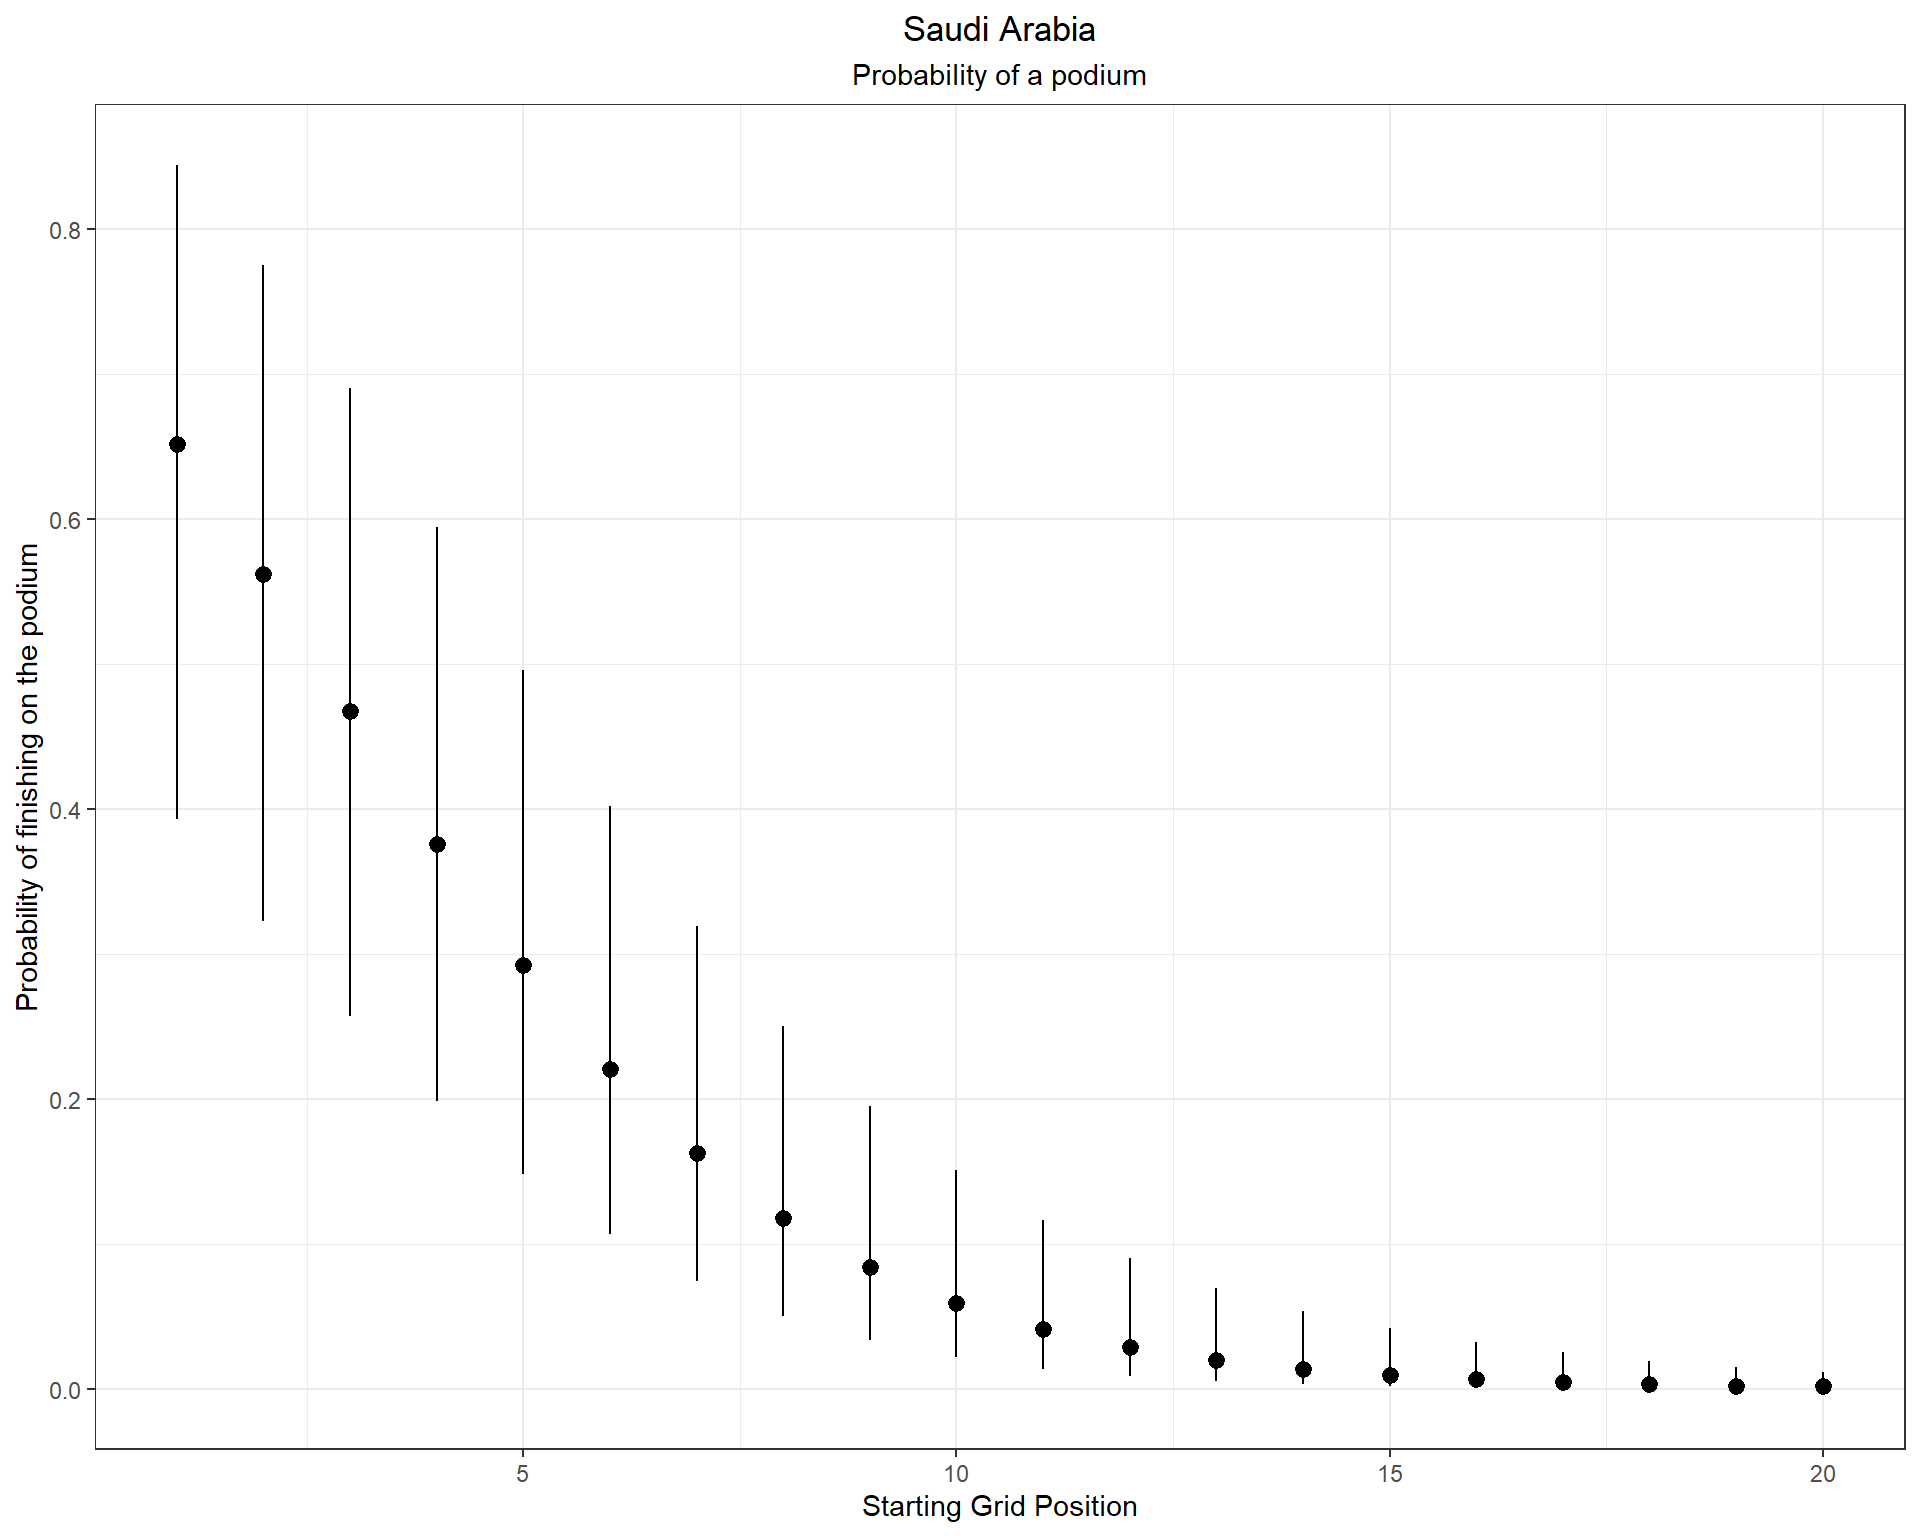 Saudi Arabia
Probability of a podium
Probability of finishing on the podium
0.8
0.6
0.4
0.2
0.0
5 10 15 20
Starting Grid Position